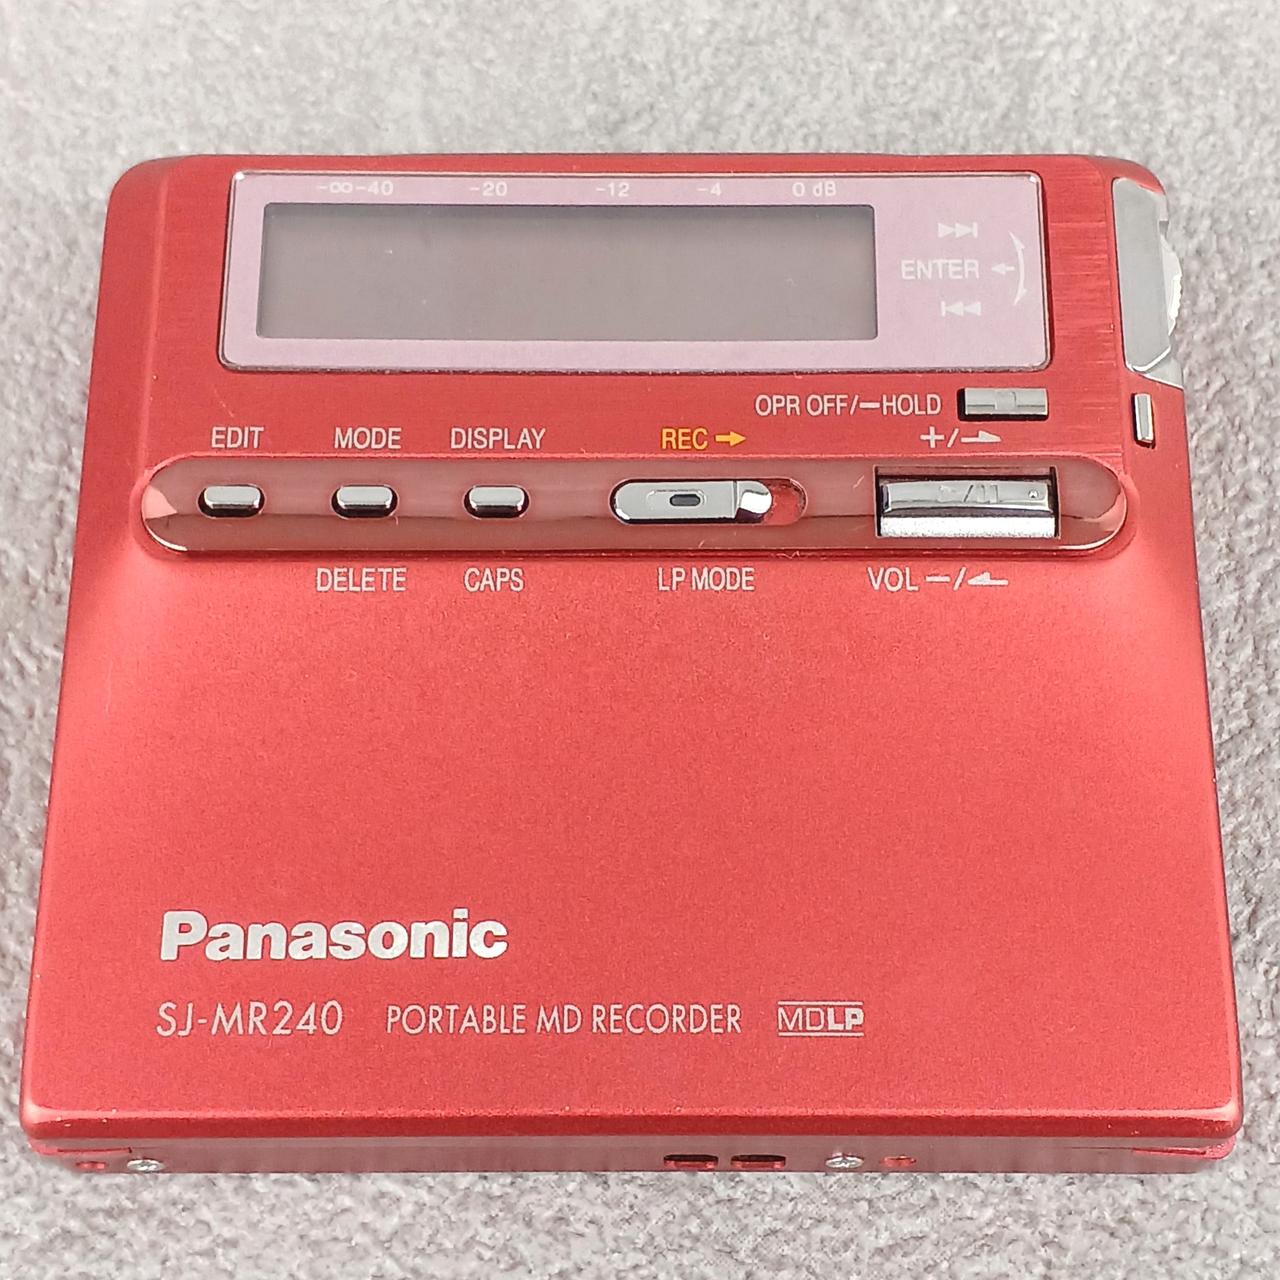 -∞-40 -20 -12 -4 0 dB
ENTER
OPR OFF/—HOLD
EDIT MODE DISPLAY REC +/
DELETE CAPS LP MODE VOL —/
Panasonic
SJ-MR240 PORTABLE MD RECORDER MDLP